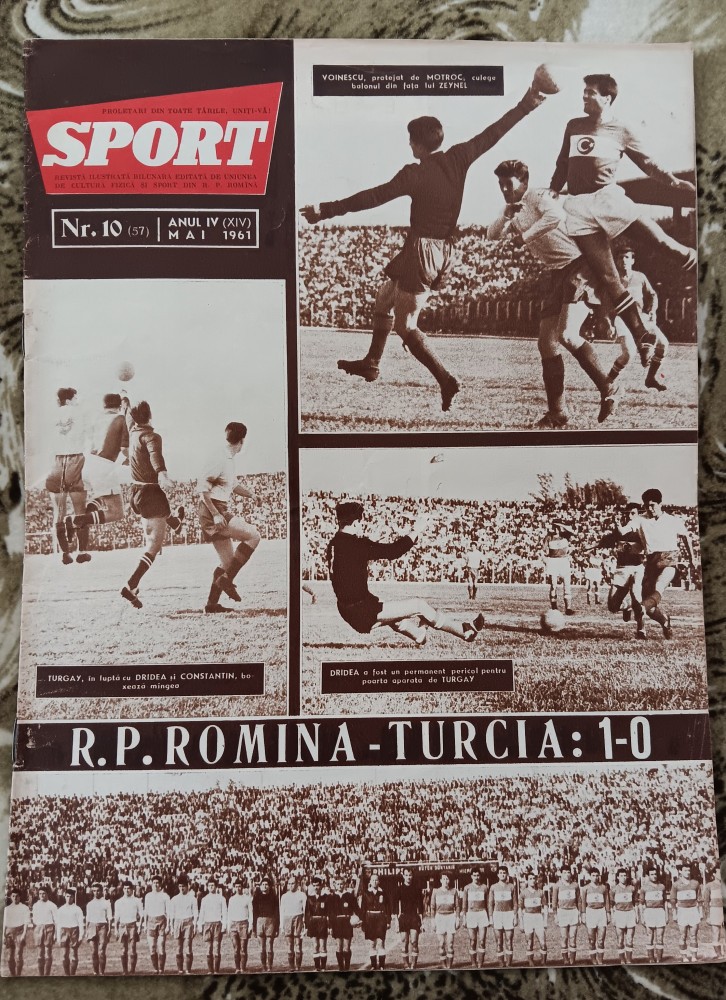 PROLETARI DIN TOATE ȚĂRILE, UNIȚI-VĂ!
SPORT
REVISTĂ ILUSTRATĂ BILUNARĂ EDITATĂ DE UNIUNEA
DE CULTURĂ FIZICĂ ȘI SPORT DIN R. P. ROMÎNA
Nr. 10 (57)
ANUL IV (XIV)
MAI 1961
VOINESCU, protejat de MOTROC, culege
balonul din fața lui ZEYNEL
TURGAY, în luptă cu DRIDEA și CONSTANTIN, bo-
xează mingea
DRIDEA a fost un permanent pericol pentru
poarta apărată de TURGAY
R.P. ROMINA - TURCIA: 1-0
PHILIPS